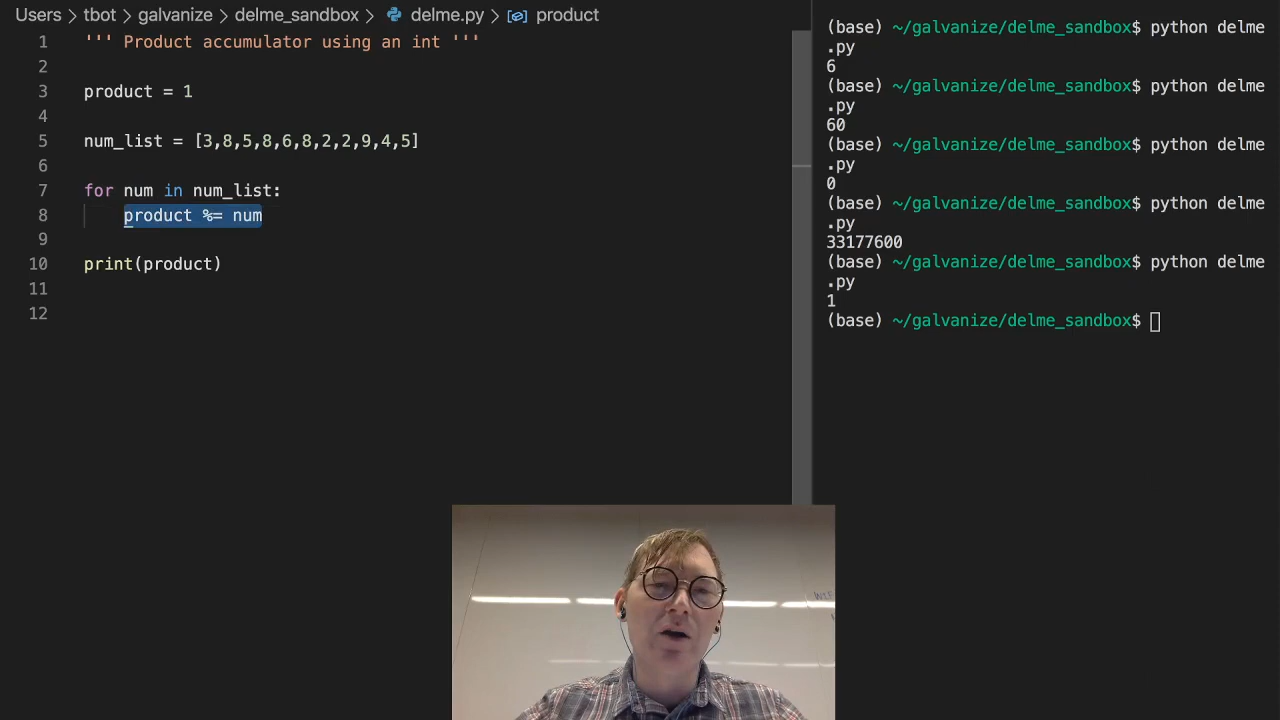 Users > tbot > galvanize > delme_sandbox > delme.py > product
1 ''' Product accumulator using an int '''
2
3 product = 1
4
5 num_list = [3,8,5,8,6,8,2,2,9,4,5]
6
7 for num in num_list:
8 product %= num
9
10 print(product)
11
12
(base) ~/galvanize/delme_sandbox$ python delme
.py
6
(base) ~/galvanize/delme_sandbox$ python delme
.py
60
(base) ~/galvanize/delme_sandbox$ python delme
.py
0
(base) ~/galvanize/delme_sandbox$ python delme
.py
33177600
(base) ~/galvanize/delme_sandbox$ python delme
.py
1
(base) ~/galvanize/delme_sandbox$